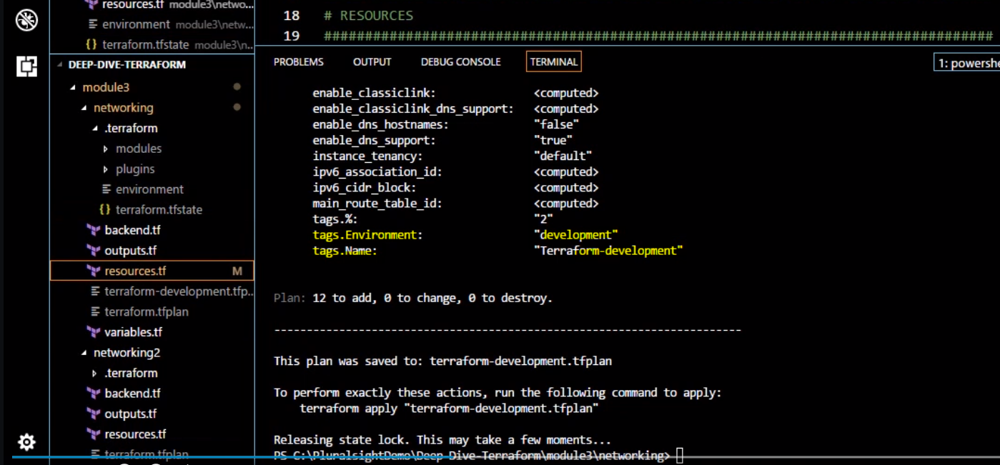 resources.tf module3\netwo...
environment module3\netw...
{} terraform.tfstate module3\n...
DEEP-DIVE-TERRAFORM
module3
networking
.terraform
modules
plugins
environment
{} terraform.tfstate
backend.tf
outputs.tf
resources.tf M
terraform-development.tfp...
terraform.tfplan
variables.tf
networking2
.terraform
backend.tf
outputs.tf
resources.tf
terraform.tfplan
18 # RESOURCES
19 ##################################################################################
PROBLEMS OUTPUT DEBUG CONSOLE TERMINAL 1: powershe
enable_classiclink: <computed>
enable_classiclink_dns_support: <computed>
enable_dns_hostnames: "false"
enable_dns_support: "true"
instance_tenancy: "default"
ipv6_association_id: <computed>
ipv6_cidr_block: <computed>
main_route_table_id: <computed>
tags.%: "2"
tags.Environment: "development"
tags.Name: "Terraform-development"
Plan: 12 to add, 0 to change, 0 to destroy.
------------------------------------------------------------------------
This plan was saved to: terraform-development.tfplan
To perform exactly these actions, run the following command to apply:
terraform apply "terraform-development.tfplan"
Releasing state lock. This may take a few moments...
PS C:\PluralsightDemo\Deep-Dive-Terraform\module3\networking>